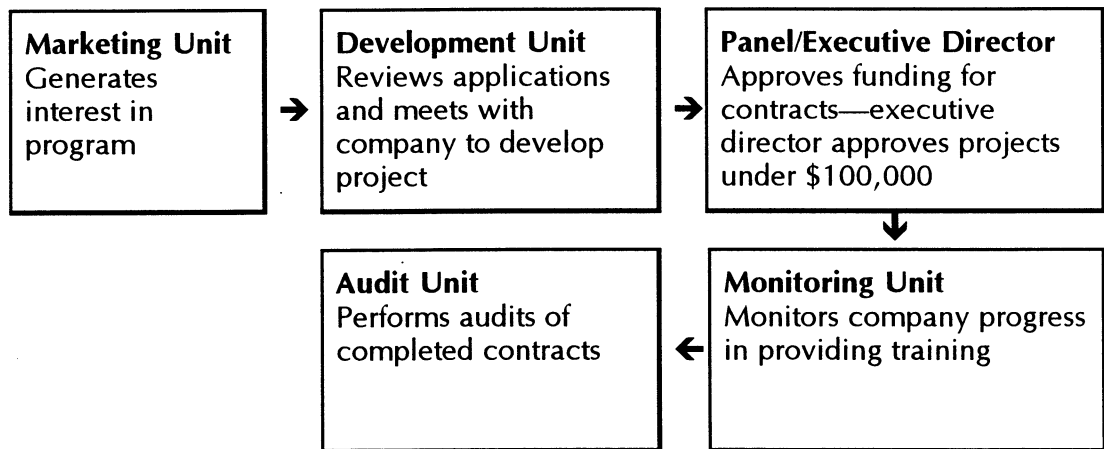 Marketing Unit
Generates
interest in
program
Development Unit
Reviews applications
and meets with
company to develop
project
Panel/Executive Director
Approves funding for
contracts—executive
director approves projects
under $100,000
Monitoring Unit
Monitors company progress
in providing training
Audit Unit
Performs audits of
completed contracts